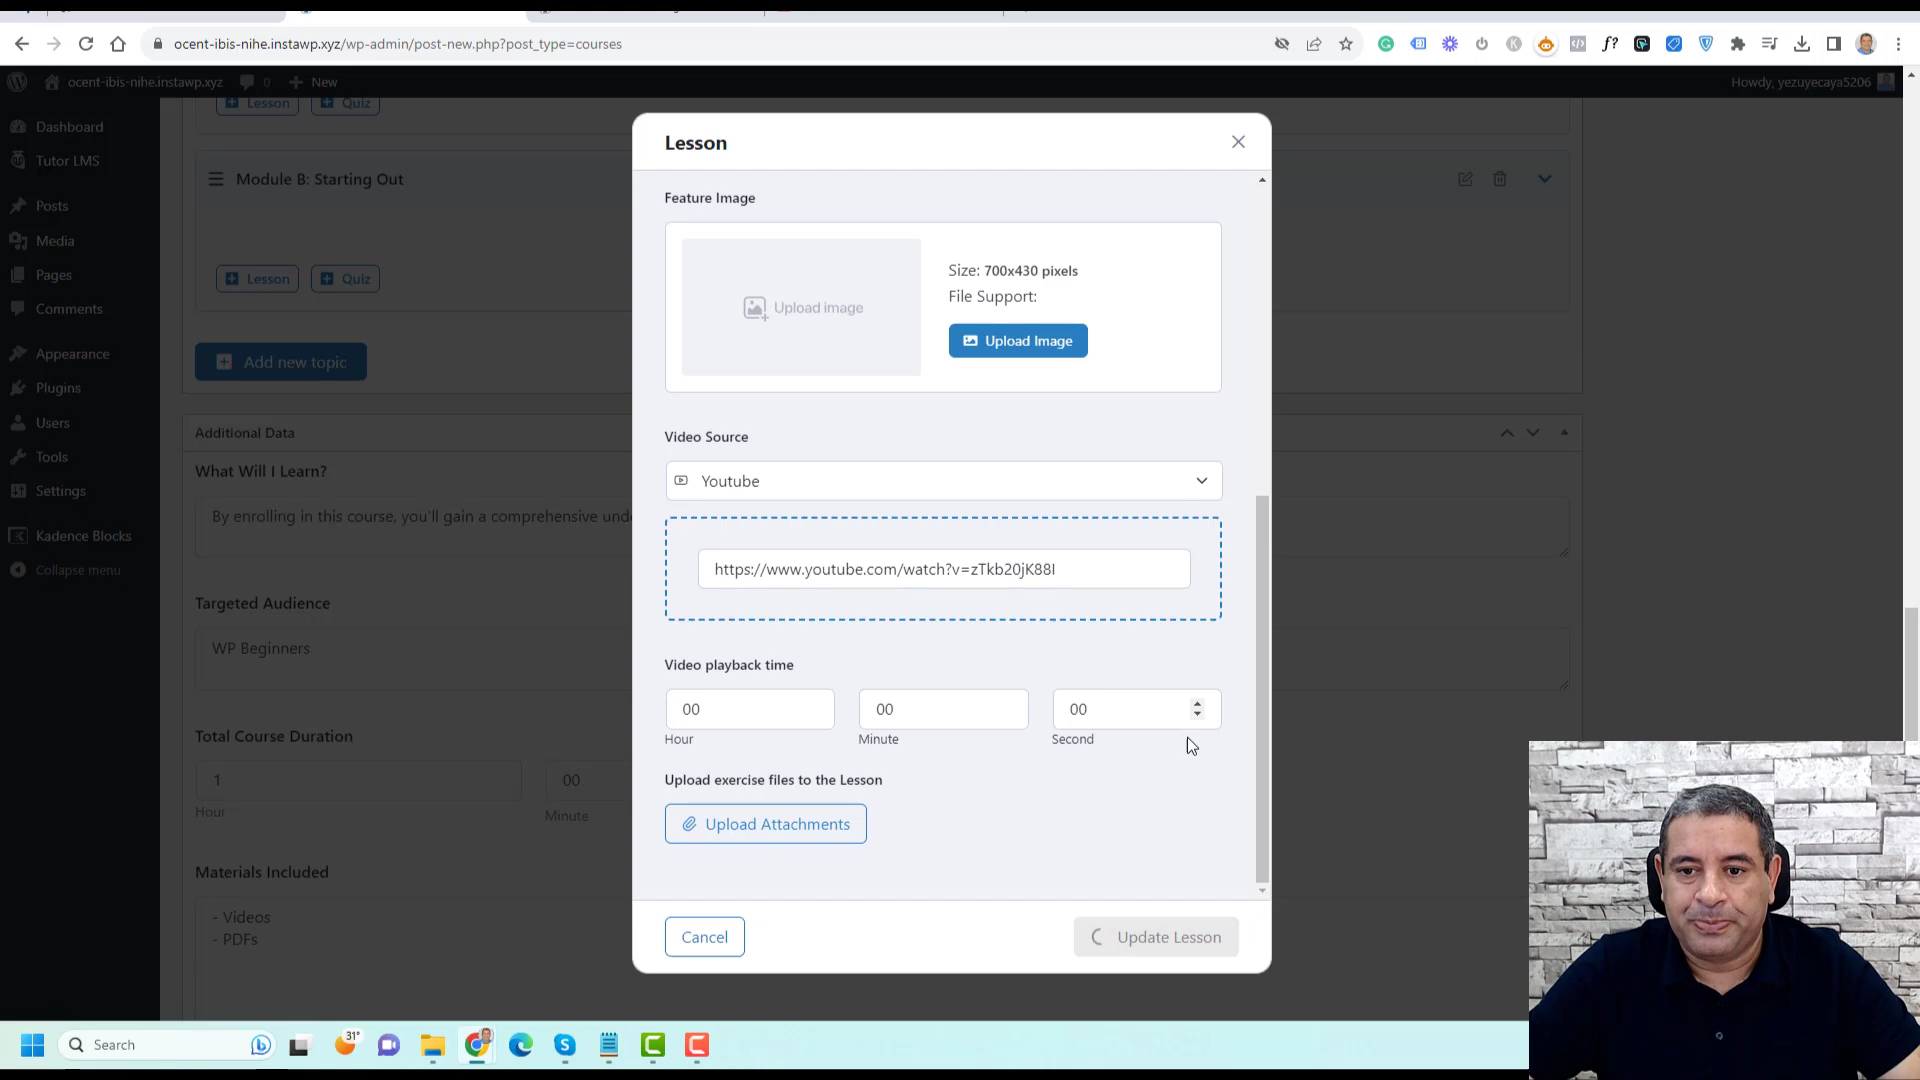 ocent-ibis-nihe.instawp.xyz/wp-admin/post-new.php?post_type=courses
ocent-ibis-nihe.instawp.xyz
0
New
Howdy, yezuyecaya5206
Dashboard
Tutor LMS
Posts
Media
Pages
Comments
Appearance
Plugins
Users
Tools
Settings
Kadence Blocks
Collapse menu
Lesson
Quiz
Module B: Starting Out
Lesson
Quiz
Add new topic
Additional Data
What Will I Learn?
By enrolling in this course, you'll gain a comprehensive
Targeted Audience
WP Beginners
Total Course Duration
1
00
Hour
Minute
Materials Included
- Videos
- PDFs
Lesson
Feature Image
Upload image
Size: 700x430 pixels
File Support:
Upload Image
Video Source
Youtube
https://www.youtube.com/watch?v=zTkb20jK88I
Video playback time
00
00
00
Hour
Minute
Second
Upload exercise files to the Lesson
Upload Attachments
Cancel
Update Lesson
Search
31°